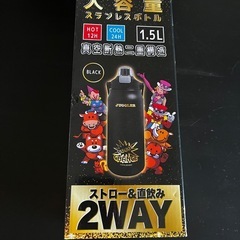 大容量
ステンレスボトル
HOT
12H
COOL
24H
1.5L
真空断熱二重構造
BLACK
JUGGLER
ストロー&直飲み
2WAY